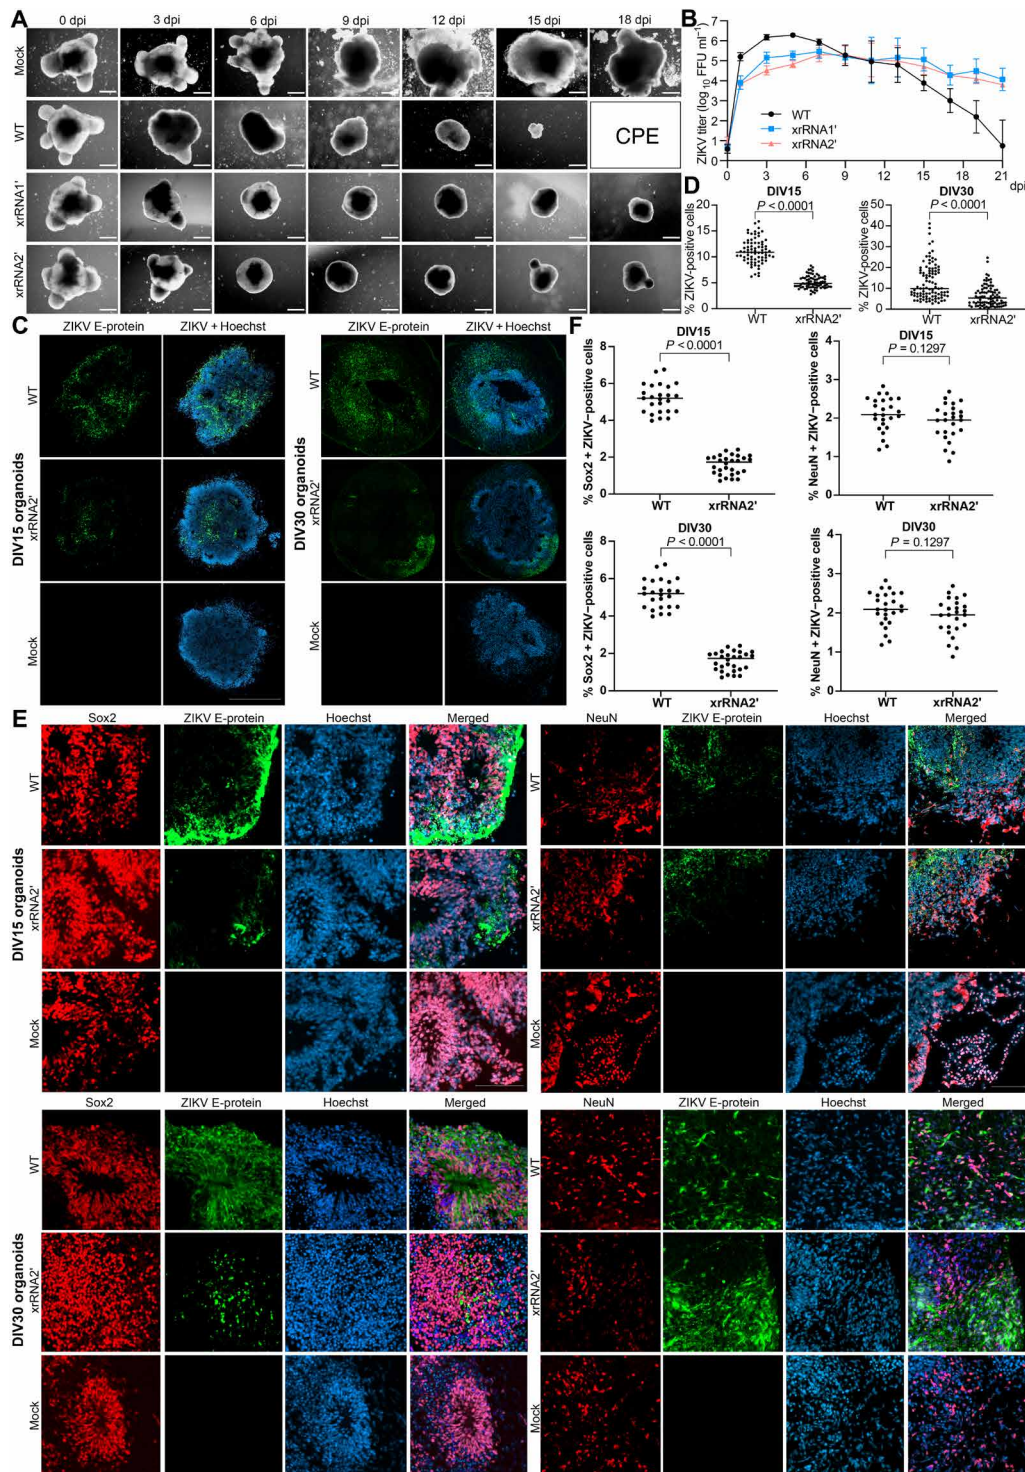 A
0 dpi 3 dpi 6 dpi 9 dpi 12 dpi 15 dpi 18 dpi
Mock
WT
CPE
xrRNA1'
xrRNA2'
B
ZIKV titer (log10 FFU ml−1)
7
6
5
4
3
2
1
0
WT
xrRNA1'
xrRNA2'
0 3 6 9 12 15 18 21
dpi
C
ZIKV E-protein ZIKV + Hoechst ZIKV E-protein ZIKV + Hoechst
DIV15 organoids
WT
xrRNA2'
Mock
DIV30 organoids
WT
xrRNA2'
Mock
D
DIV15
P < 0.0001
% ZIKV-positive cells
20
15
10
5
0
WT xrRNA2'
DIV30
P < 0.0001
% ZIKV-positive cells
50
40
30
20
10
0
WT xrRNA2'
F
DIV15
P < 0.0001
% Sox2 + ZIKV−positive cells
8
6
4
2
0
WT xrRNA2'
DIV15
P = 0.1297
% NeuN + ZIKV−positive cells
4
3
2
1
0
WT xrRNA2'
DIV30
P < 0.0001
% Sox2 + ZIKV−positive cells
8
6
4
2
0
WT xrRNA2'
DIV30
P = 0.1297
% NeuN + ZIKV−positive cells
4
3
2
1
0
WT xrRNA2'
E
Sox2 ZIKV E-protein Hoechst Merged NeuN ZIKV E-protein Hoechst Merged
DIV15 organoids
WT
xrRNA2'
Mock
WT
xrRNA2'
Mock
Sox2 ZIKV E-protein Hoechst Merged NeuN ZIKV E-protein Hoechst Merged
DIV30 organoids
WT
xrRNA2'
Mock
WT
xrRNA2'
Mock